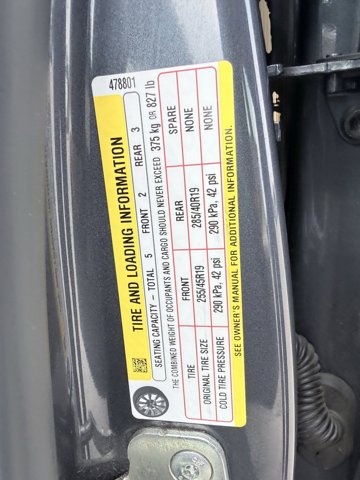 478801
TIRE AND LOADING INFORMATION
SEATING CAPACITY – TOTAL 5 FRONT 2 REAR 3
THE COMBINED WEIGHT OF OCCUPANTS AND CARGO SHOULD NEVER EXCEED 375 kg OR 827 lb
TIRE FRONT REAR SPARE
ORIGINAL TIRE SIZE 255/45R19 285/40R19 NONE
COLD TIRE PRESSURE 290 kPa, 42 psi 290 kPa, 42 psi NONE
SEE OWNER'S MANUAL FOR ADDITIONAL INFORMATION.